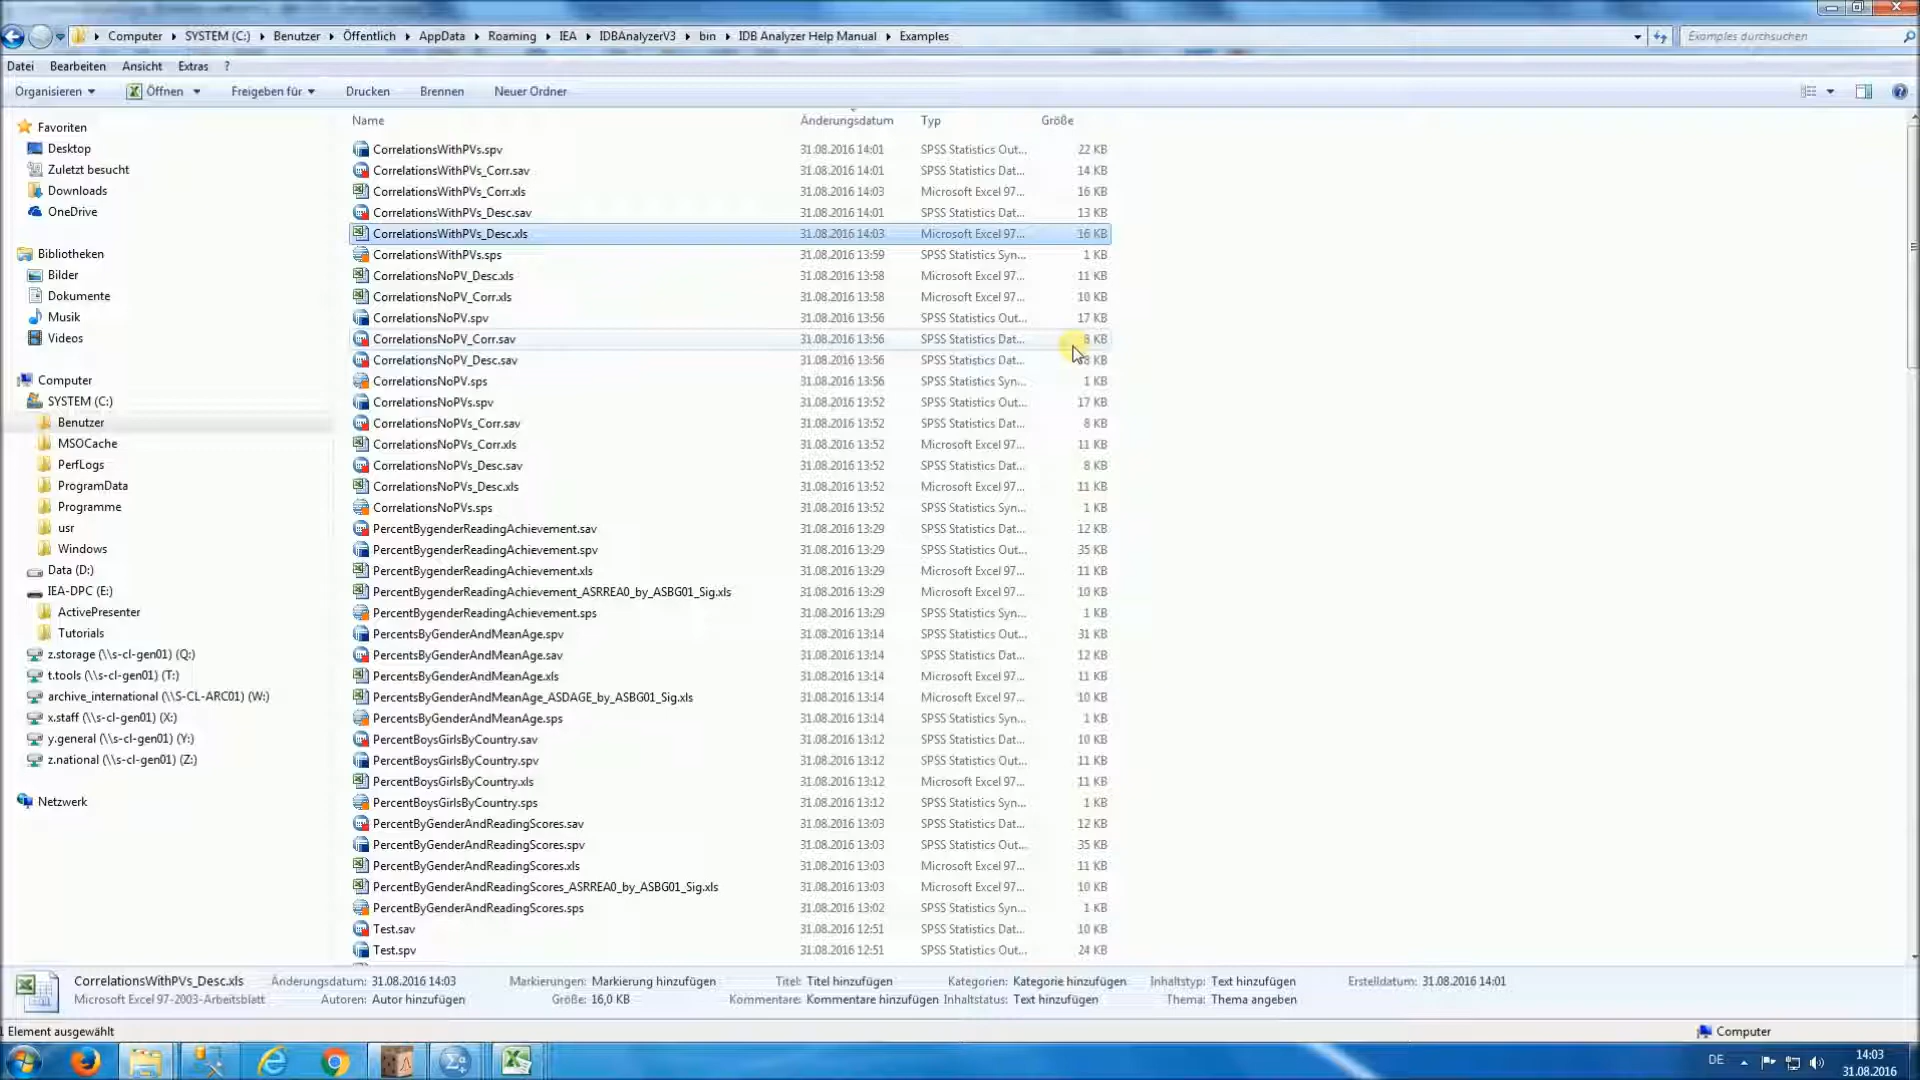 Computer SYSTEM (C:) Benutzer Öffentlich AppData Roaming IEA IDBAnalyzerV3 bin IDB Analyzer Help Manual Examples Examples durchsuchen
Datei Bearbeiten Ansicht Extras ?
Organisieren Öffnen Freigeben für Drucken Brennen Neuer Ordner
Favoriten
Desktop
Zuletzt besucht
Downloads
OneDrive
Bibliotheken
Bilder
Dokumente
Musik
Videos
Computer
SYSTEM (C:)
Benutzer
MSOCache
PerfLogs
ProgramData
Programme
usr
Windows
Data (D:)
IEA-DPC (E:)
ActivePresenter
Tutorials
z.storage (\\s-cl-gen01) (Q:)
t.tools (\\s-cl-gen01) (T:)
archive_international (\\S-CL-ARC01) (W:)
x.staff (\\s-cl-gen01) (X:)
y.general (\\s-cl-gen01) (Y:)
z.national (\\s-cl-gen01) (Z:)
Netzwerk
Name Änderungsdatum Typ Größe
CorrelationsWithPVs.spv 31.08.2016 14:01 SPSS Statistics Out... 22 KB
CorrelationsWithPVs_Corr.sav 31.08.2016 14:01 SPSS Statistics Dat... 14 KB
CorrelationsWithPVs_Corr.xls 31.08.2016 14:03 Microsoft Excel 97... 16 KB
CorrelationsWithPVs_Desc.sav 31.08.2016 14:01 SPSS Statistics Dat... 13 KB
CorrelationsWithPVs_Desc.xls 31.08.2016 14:03 Microsoft Excel 97... 16 KB
CorrelationsWithPVs.sps 31.08.2016 13:59 SPSS Statistics Syn... 1 KB
CorrelationsNoPV_Desc.xls 31.08.2016 13:58 Microsoft Excel 97... 11 KB
CorrelationsNoPV_Corr.xls 31.08.2016 13:58 Microsoft Excel 97... 10 KB
CorrelationsNoPV.spv 31.08.2016 13:56 SPSS Statistics Out... 17 KB
CorrelationsNoPV_Corr.sav 31.08.2016 13:56 SPSS Statistics Dat... 8 KB
CorrelationsNoPV_Desc.sav 31.08.2016 13:56 SPSS Statistics Dat... 8 KB
CorrelationsNoPV.sps 31.08.2016 13:56 SPSS Statistics Syn... 1 KB
CorrelationsNoPVs.spv 31.08.2016 13:52 SPSS Statistics Out... 17 KB
CorrelationsNoPVs_Corr.sav 31.08.2016 13:52 SPSS Statistics Dat... 8 KB
CorrelationsNoPVs_Corr.xls 31.08.2016 13:52 Microsoft Excel 97... 11 KB
CorrelationsNoPVs_Desc.sav 31.08.2016 13:52 SPSS Statistics Dat... 8 KB
CorrelationsNoPVs_Desc.xls 31.08.2016 13:52 Microsoft Excel 97... 11 KB
CorrelationsNoPVs.sps 31.08.2016 13:52 SPSS Statistics Syn... 1 KB
PercentBygenderReadingAchievement.sav 31.08.2016 13:29 SPSS Statistics Dat... 12 KB
PercentBygenderReadingAchievement.spv 31.08.2016 13:29 SPSS Statistics Out... 35 KB
PercentBygenderReadingAchievement.xls 31.08.2016 13:29 Microsoft Excel 97... 11 KB
PercentBygenderReadingAchievement_ASRREA0_by_ASBG01_Sig.xls 31.08.2016 13:29 Microsoft Excel 97... 10 KB
PercentBygenderReadingAchievement.sps 31.08.2016 13:29 SPSS Statistics Syn... 1 KB
PercentsByGenderAndMeanAge.spv 31.08.2016 13:14 SPSS Statistics Out... 31 KB
PercentsByGenderAndMeanAge.sav 31.08.2016 13:14 SPSS Statistics Dat... 12 KB
PercentsByGenderAndMeanAge.xls 31.08.2016 13:14 Microsoft Excel 97... 11 KB
PercentsByGenderAndMeanAge_ASDAGE_by_ASBG01_Sig.xls 31.08.2016 13:14 Microsoft Excel 97... 10 KB
PercentsByGenderAndMeanAge.sps 31.08.2016 13:14 SPSS Statistics Syn... 1 KB
PercentBoysGirlsByCountry.sav 31.08.2016 13:12 SPSS Statistics Dat... 10 KB
PercentBoysGirlsByCountry.spv 31.08.2016 13:12 SPSS Statistics Out... 11 KB
PercentBoysGirlsByCountry.xls 31.08.2016 13:12 Microsoft Excel 97... 11 KB
PercentBoysGirlsByCountry.sps 31.08.2016 13:12 SPSS Statistics Syn... 1 KB
PercentByGenderAndReadingScores.sav 31.08.2016 13:03 SPSS Statistics Dat... 12 KB
PercentByGenderAndReadingScores.spv 31.08.2016 13:03 SPSS Statistics Out... 35 KB
PercentByGenderAndReadingScores.xls 31.08.2016 13:03 Microsoft Excel 97... 11 KB
PercentByGenderAndReadingScores_ASRREA0_by_ASBG01_Sig.xls 31.08.2016 13:03 Microsoft Excel 97... 10 KB
PercentByGenderAndReadingScores.sps 31.08.2016 13:02 SPSS Statistics Syn... 1 KB
Test.sav 31.08.2016 12:51 SPSS Statistics Dat... 10 KB
Test.spv 31.08.2016 12:51 SPSS Statistics Out... 24 KB
CorrelationsWithPVs_Desc.xls Änderungsdatum: 31.08.2016 14:03 Markierungen: Markierung hinzufügen Titel: Titel hinzufügen Kategorien: Kategorie hinzufügen Inhaltstyp: Text hinzufügen Erstelldatum: 31.08.2016 14:01
Microsoft Excel 97-2003-Arbeitsblatt Autoren: Autor hinzufügen Größe: 16,0 KB Kommentare: Kommentare hinzufügen Inhaltstatus: Text hinzufügen Thema: Thema angeben
1 Element ausgewählt Computer
DE 14:03
31.08.2016